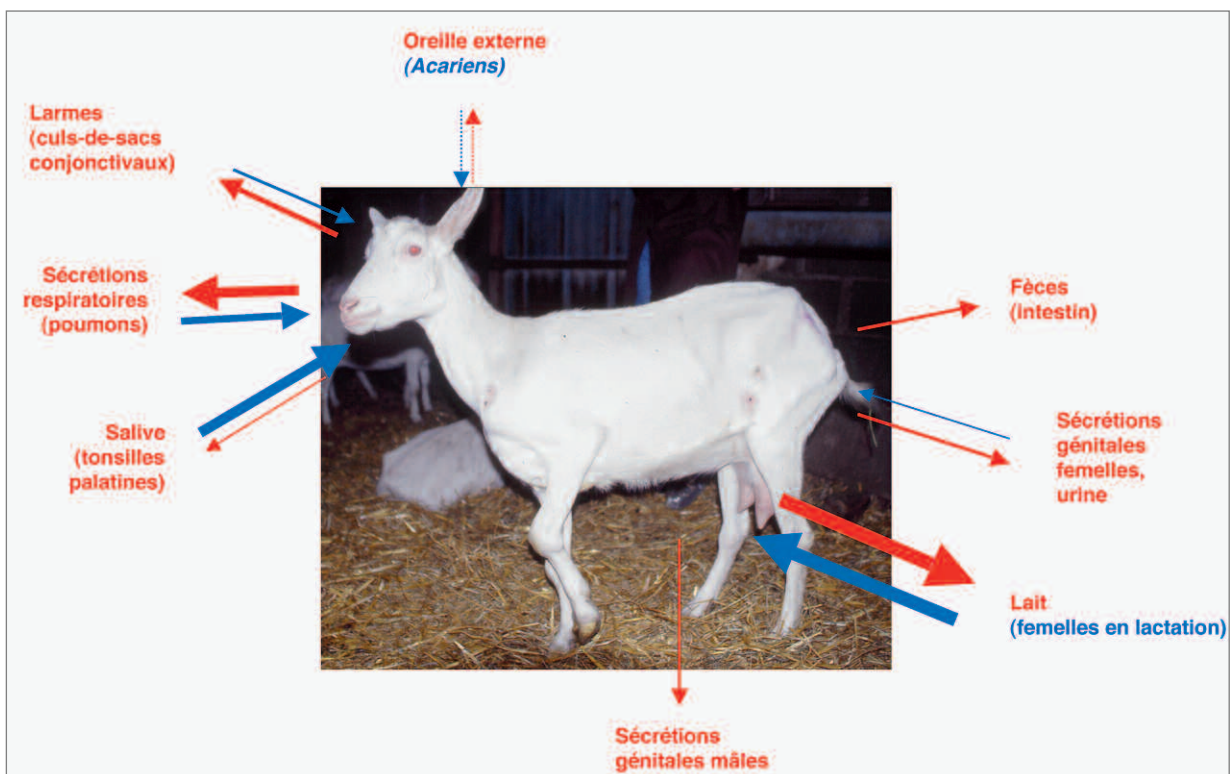 Oreille externe
(Acariens)
Larmes
(culs-de-sacs
conjonctivaux)
Sécrétions
respiratoires
(poumons)
Salive
(tonsilles
palatines)
Fèces
(intestin)
Sécrétions
génitales
femelles,
urine
Lait
(femelles en lactation)
Sécrétions
génitales mâles